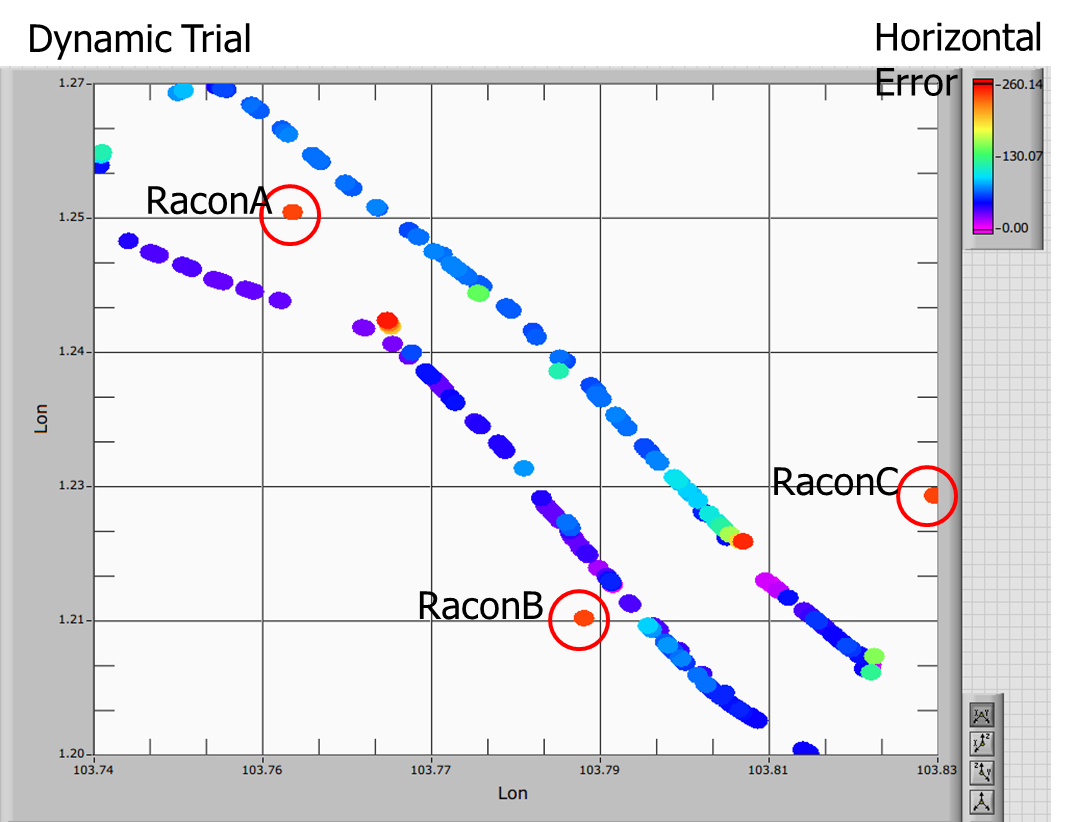 Dynamic Trial
Horizontal
Error
1.27
260.14
130.07
0.00
RaconA
1.25
1.24
Lon
RaconC
1.23
RaconB
1.21
1.20
103.74
103.76
103.77
103.79
103.81
103.83
Lon